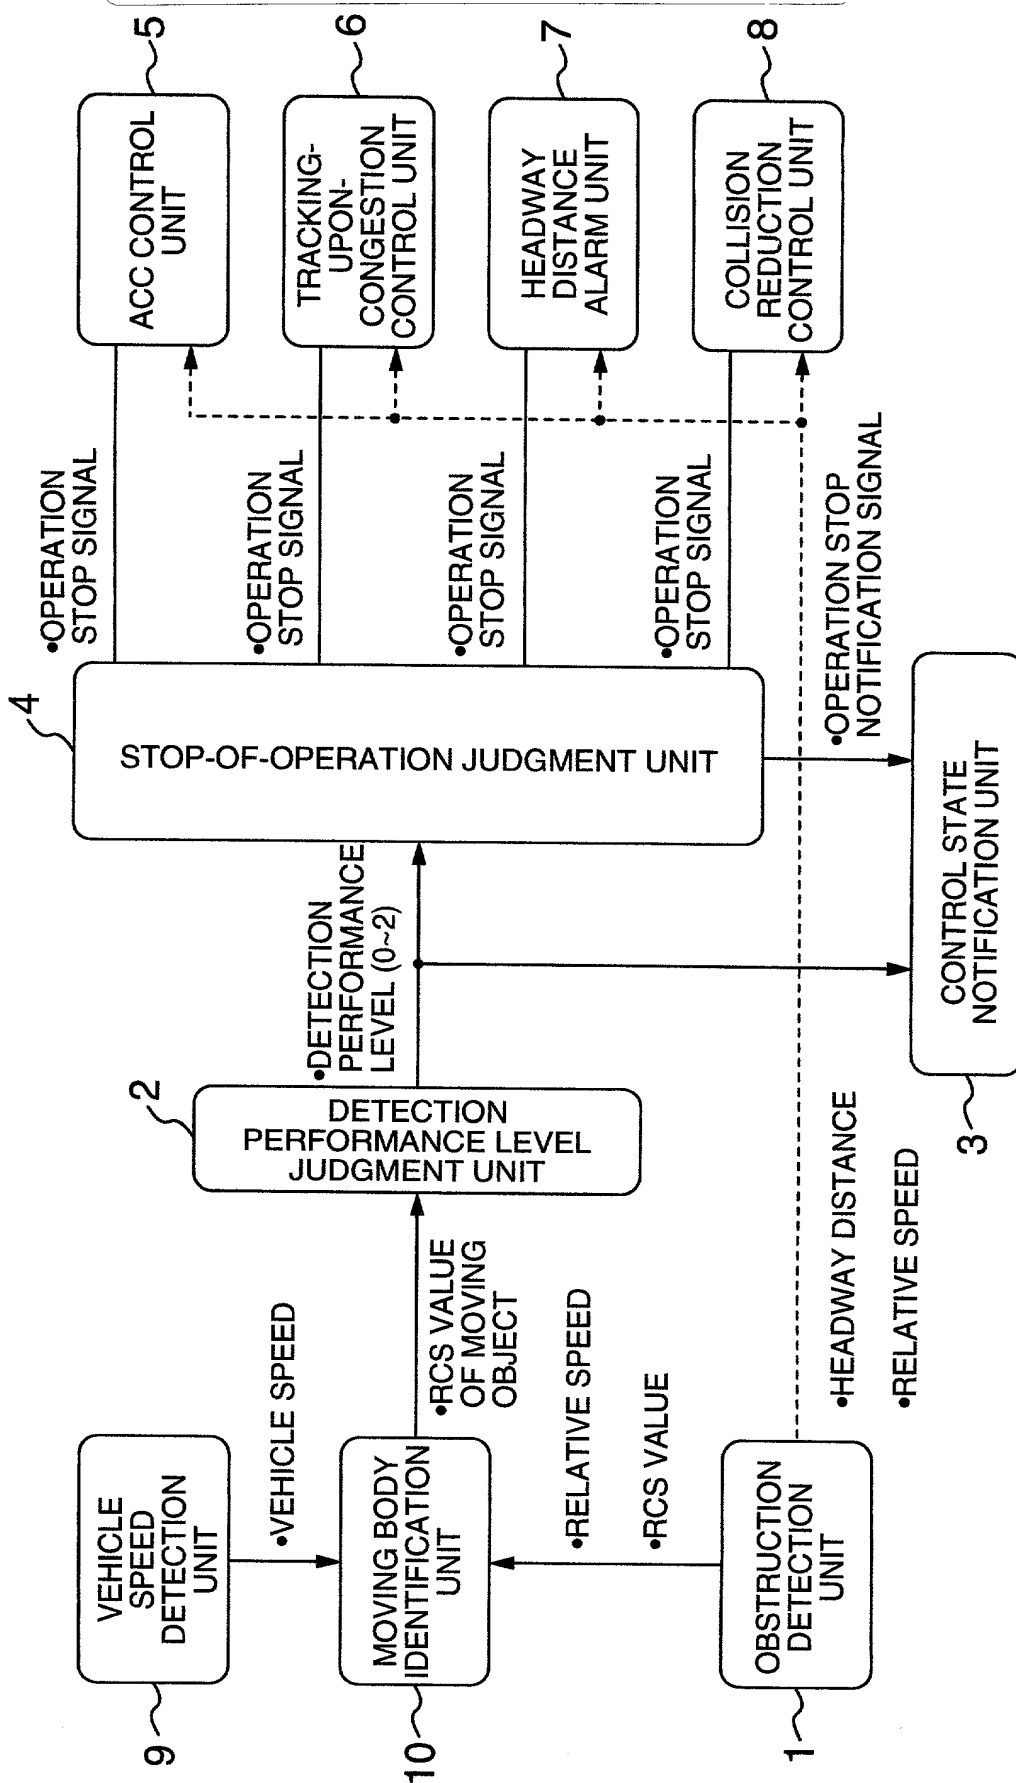 9
VEHICLE
SPEED
DETECTION
UNIT
•VEHICLE SPEED
10
MOVING BODY
IDENTIFICATION
UNIT
•RELATIVE SPEED
•RCS VALUE
1
OBSTRUCTION
DETECTION
UNIT
•RCS VALUE
OF MOVING
OBJECT
•HEADWAY DISTANCE
•RELATIVE SPEED
2
DETECTION
PERFORMANCE LEVEL
JUDGMENT UNIT
•DETECTION
PERFORMANCE
LEVEL (0~2)
3
CONTROL STATE
NOTIFICATION UNIT
4
STOP-OF-OPERATION JUDGMENT UNIT
•OPERATION STOP
NOTIFICATION SIGNAL
•OPERATION
STOP SIGNAL
•OPERATION
STOP SIGNAL
•OPERATION
STOP SIGNAL
•OPERATION
STOP SIGNAL
5
ACC CONTROL
UNIT
6
TRACKING-
UPON-
CONGESTION
CONTROL UNIT
7
HEADWAY
DISTANCE
ALARM UNIT
8
COLLISION
REDUCTION
CONTROL UNIT